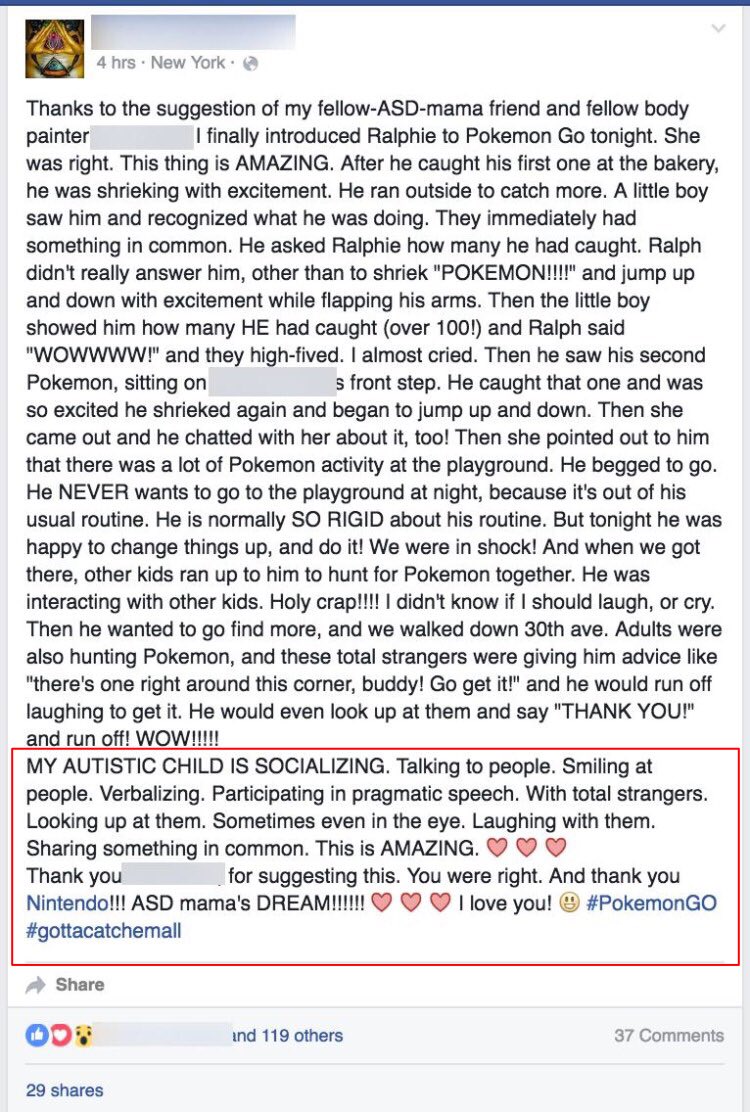 4 hrs · New York ·
Thanks to the suggestion of my fellow-ASD-mama friend and fellow body
painter I finally introduced Ralphie to Pokemon Go tonight. She
was right. This thing is AMAZING. After he caught his first one at the bakery,
he was shrieking with excitement. He ran outside to catch more. A little boy
saw him and recognized what he was doing. They immediately had
something in common. He asked Ralphie how many he had caught. Ralph
didn't really answer him, other than to shriek "POKEMON!!!!" and jump up
and down with excitement while flapping his arms. Then the little boy
showed him how many HE had caught (over 100!) and Ralph said
"WOWWWW!" and they high-fived. I almost cried. Then he saw his second
Pokemon, sitting on s front step. He caught that one and was
so excited he shrieked again and began to jump up and down. Then she
came out and he chatted with her about it, too! Then she pointed out to him
that there was a lot of Pokemon activity at the playground. He begged to go.
He NEVER wants to go to the playground at night, because it's out of his
usual routine. He is normally SO RIGID about his routine. But tonight he was
happy to change things up, and do it! We were in shock! And when we got
there, other kids ran up to him to hunt for Pokemon together. He was
interacting with other kids. Holy crap!!!! I didn't know if I should laugh, or cry.
Then he wanted to go find more, and we walked down 30th ave. Adults were
also hunting Pokemon, and these total strangers were giving him advice like
"there's one right around this corner, buddy! Go get it!" and he would run off
laughing to get it. He would even look up at them and say "THANK YOU!"
and run off! WOW!!!!!
MY AUTISTIC CHILD IS SOCIALIZING. Talking to people. Smiling at
people. Verbalizing. Participating in pragmatic speech. With total strangers.
Looking up at them. Sometimes even in the eye. Laughing with them.
Sharing something in common. This is AMAZING. ♥ ♥ ♥
Thank you for suggesting this. You were right. And thank you
Nintendo!!! ASD mama's DREAM!!!!!! ♥ ♥ ♥ I love you! 😃 #PokemonGO
#gottacatchemall
Share
and 119 others 37 Comments
29 shares